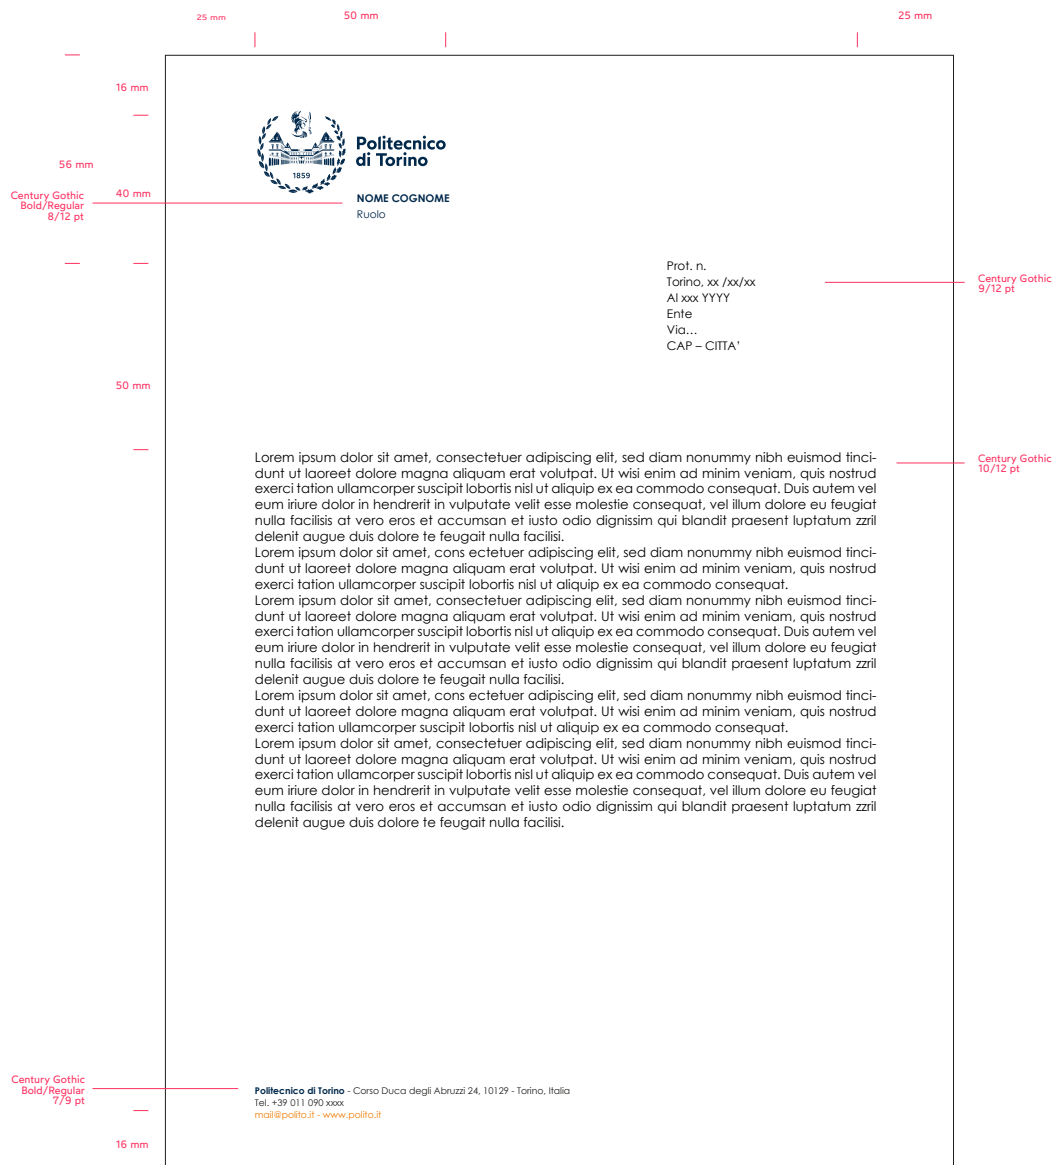 25 mm
50 mm
25 mm
16 mm
56 mm
40 mm
Century Gothic
Bold/Regular
8/12 pt
1859
Politecnico
di Torino
NOME COGNOME
Ruolo
Prot. n.
Torino, xx /xx/xx
Al xxx YYYY
Ente
Via...
CAP – CITTA’
Century Gothic
9/12 pt
50 mm
Century Gothic
10/12 pt
Lorem ipsum dolor sit amet, consectetuer adipiscing elit, sed diam nonummy nibh euismod tinci-
dunt ut laoreet dolore magna aliquam erat volutpat. Ut wisi enim ad minim veniam, quis nostrud
exerci tation ullamcorper suscipit lobortis nisl ut aliquip ex ea commodo consequat. Duis autem vel
eum iriure dolor in hendrerit in vulputate velit esse molestie consequat, vel illum dolore eu feugiat
nulla facilisis at vero eros et accumsan et iusto odio dignissim qui blandit praesent luptatum zzril
delenit augue duis dolore te feugait nulla facilisi.
Lorem ipsum dolor sit amet, cons ectetuer adipiscing elit, sed diam nonummy nibh euismod tinci-
dunt ut laoreet dolore magna aliquam erat volutpat. Ut wisi enim ad minim veniam, quis nostrud
exerci tation ullamcorper suscipit lobortis nisl ut aliquip ex ea commodo consequat.
Lorem ipsum dolor sit amet, consectetuer adipiscing elit, sed diam nonummy nibh euismod tinci-
dunt ut laoreet dolore magna aliquam erat volutpat. Ut wisi enim ad minim veniam, quis nostrud
exerci tation ullamcorper suscipit lobortis nisl ut aliquip ex ea commodo consequat. Duis autem vel
eum iriure dolor in hendrerit in vulputate velit esse molestie consequat, vel illum dolore eu feugiat
nulla facilisis at vero eros et accumsan et iusto odio dignissim qui blandit praesent luptatum zzril
delenit augue duis dolore te feugait nulla facilisi.
Lorem ipsum dolor sit amet, cons ectetuer adipiscing elit, sed diam nonummy nibh euismod tinci-
dunt ut laoreet dolore magna aliquam erat volutpat. Ut wisi enim ad minim veniam, quis nostrud
exerci tation ullamcorper suscipit lobortis nisl ut aliquip ex ea commodo consequat.
Lorem ipsum dolor sit amet, consectetuer adipiscing elit, sed diam nonummy nibh euismod tinci-
dunt ut laoreet dolore magna aliquam erat volutpat. Ut wisi enim ad minim veniam, quis nostrud
exerci tation ullamcorper suscipit lobortis nisl ut aliquip ex ea commodo consequat. Duis autem vel
eum iriure dolor in hendrerit in vulputate velit esse molestie consequat, vel illum dolore eu feugiat
nulla facilisis at vero eros et accumsan et iusto odio dignissim qui blandit praesent luptatum zzril
delenit augue duis dolore te feugait nulla facilisi.
Century Gothic
Bold/Regular
7/9 pt
Politecnico di Torino - Corso Duca degli Abruzzi 24, 10129 - Torino, Italia
Tel. +39 011 090 xxxx
mail@polito.it - www.polito.it
16 mm